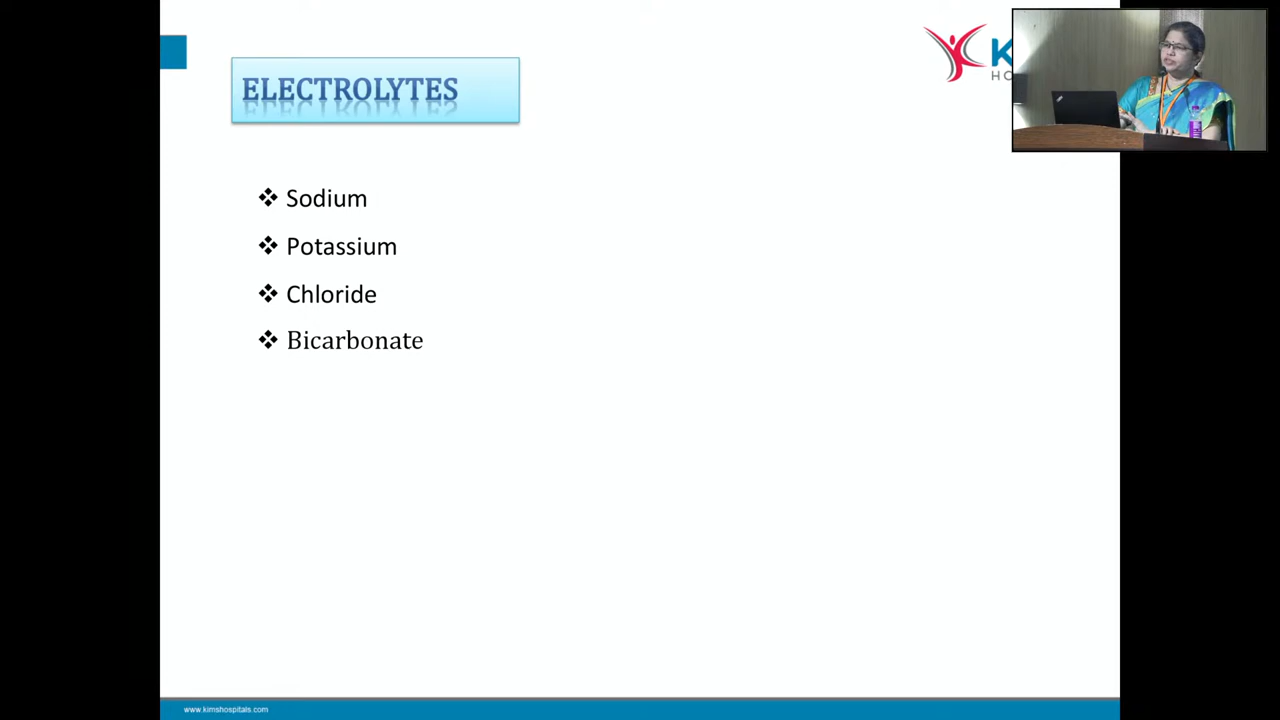 ELECTROLYTES
❖ Sodium
❖ Potassium
❖ Chloride
❖ Bicarbonate
www.kimshospitals.com